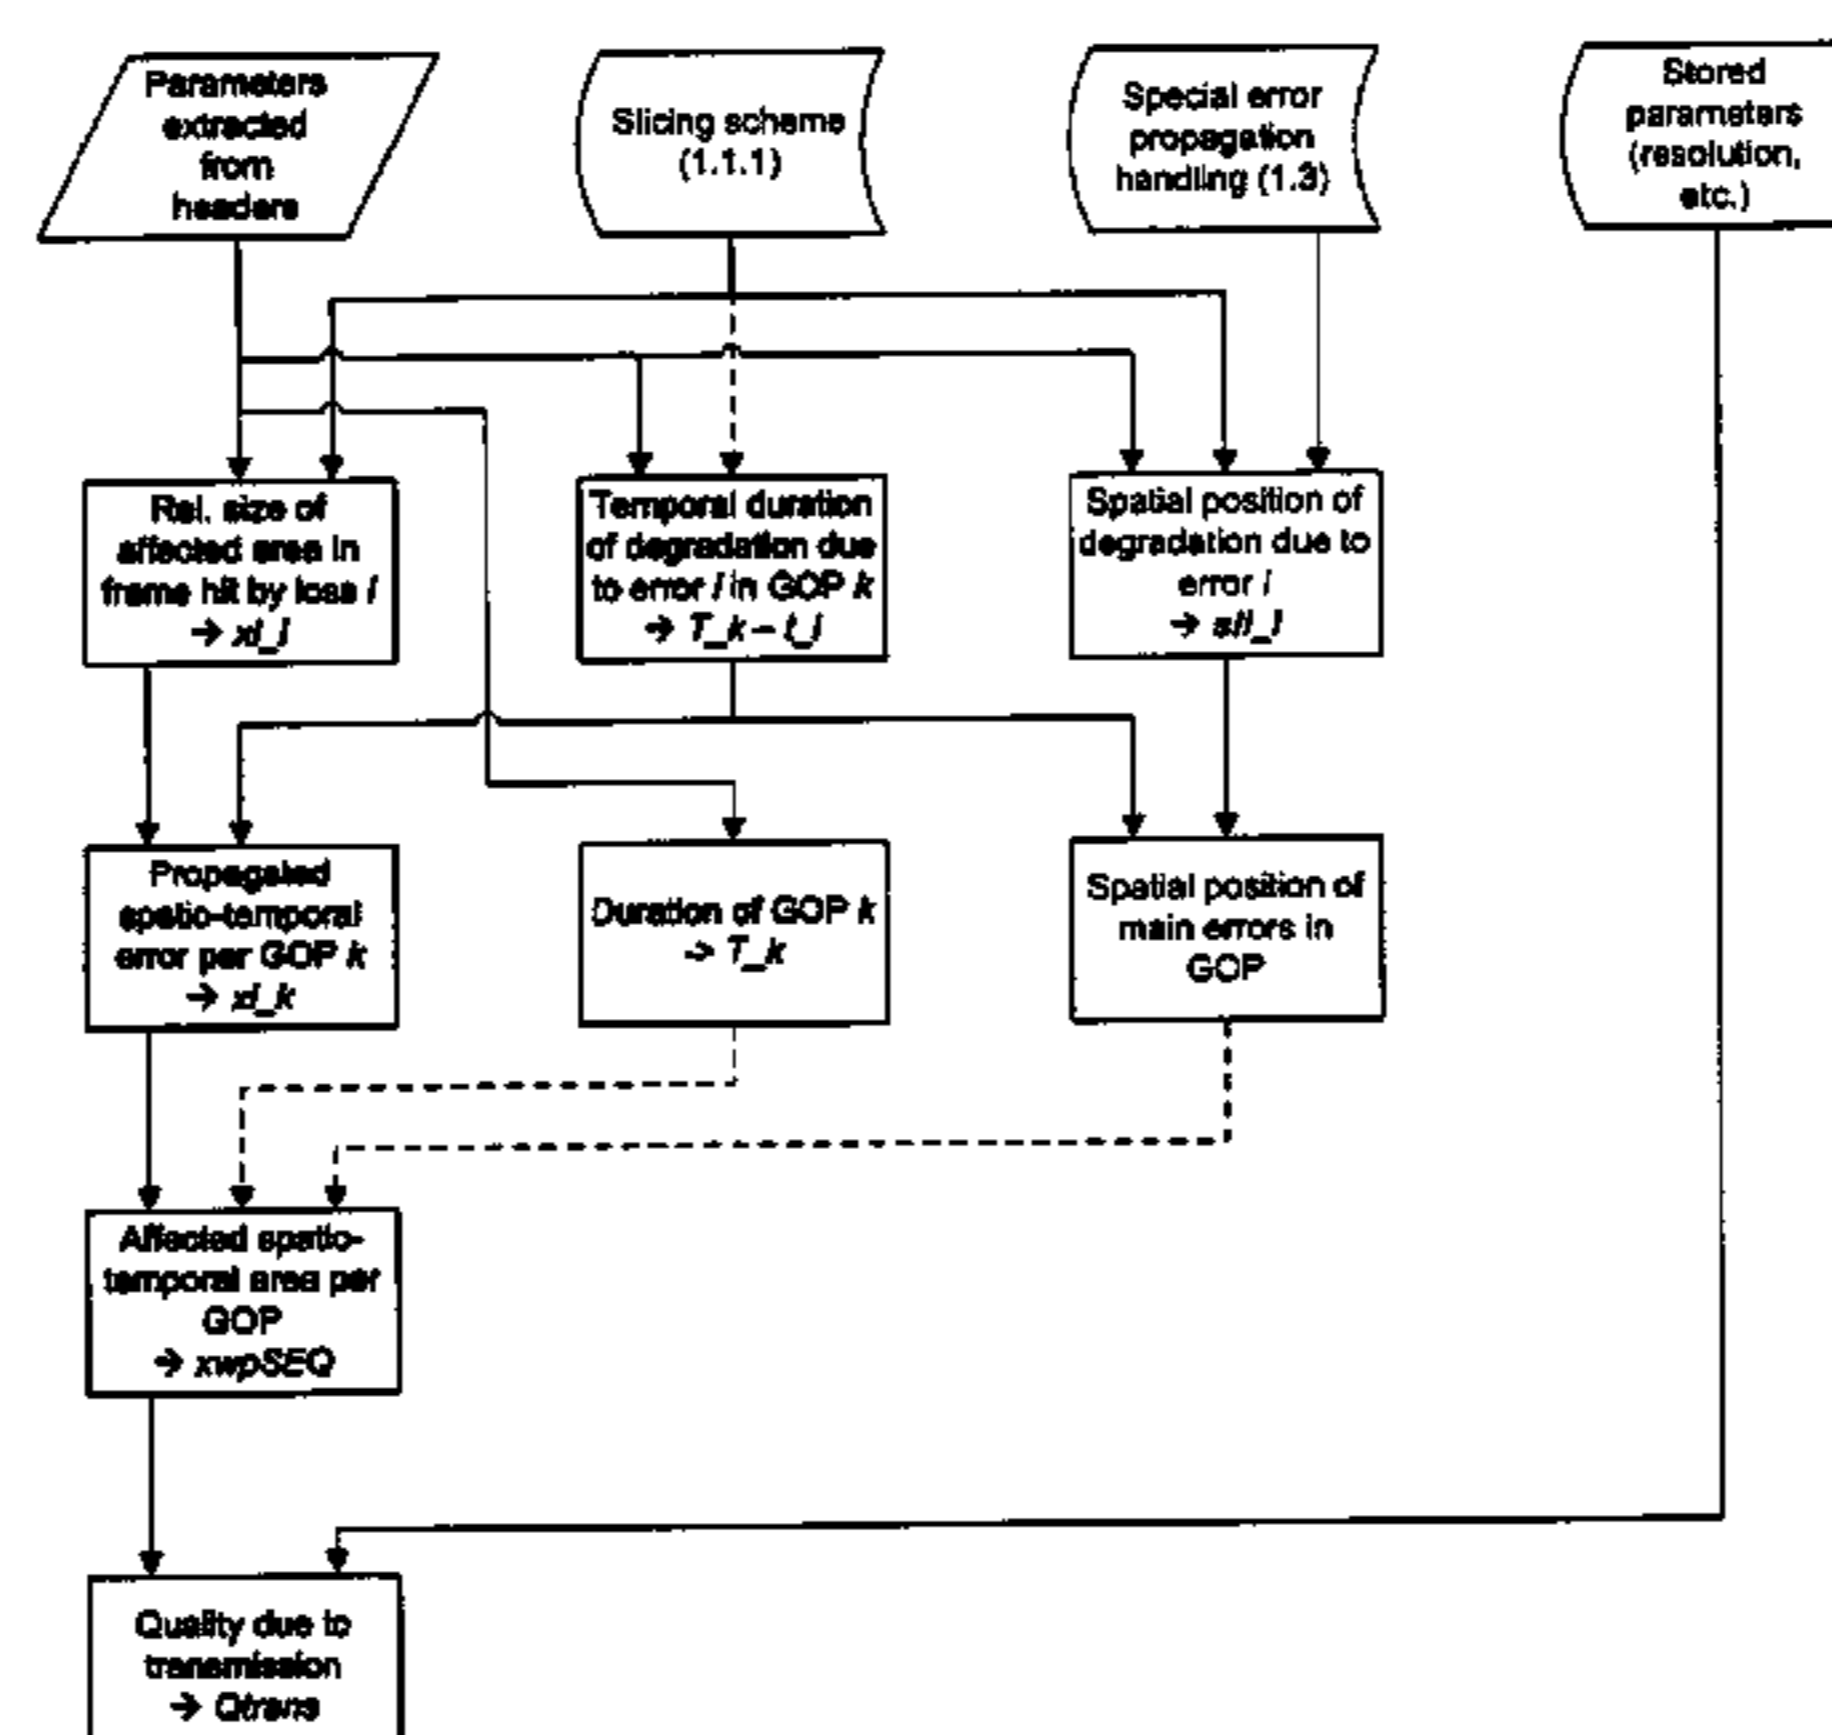 Parameters
extracted
from
headers
Slicing scheme
(1.1.1)
Special error
propagation
handling (1.3)
Stored
parameters
(resolution,
etc.)
Rel. size of
affected area in
frame hit by loss i
→ xl_i
Temporal duration
of degradation due
to error i in GOP k
→ T_k – t_i
Spatial position of
degradation due to
error i
Propagated
spatio-temporal
error per GOP k
→ xl_k
Duration of GOP k
→ T_k
Spatial position of
main errors in
GOP
Affected spatio-
temporal area per
GOP
→ xwpSEQ
Quality due to
transmission
→ Qtrans